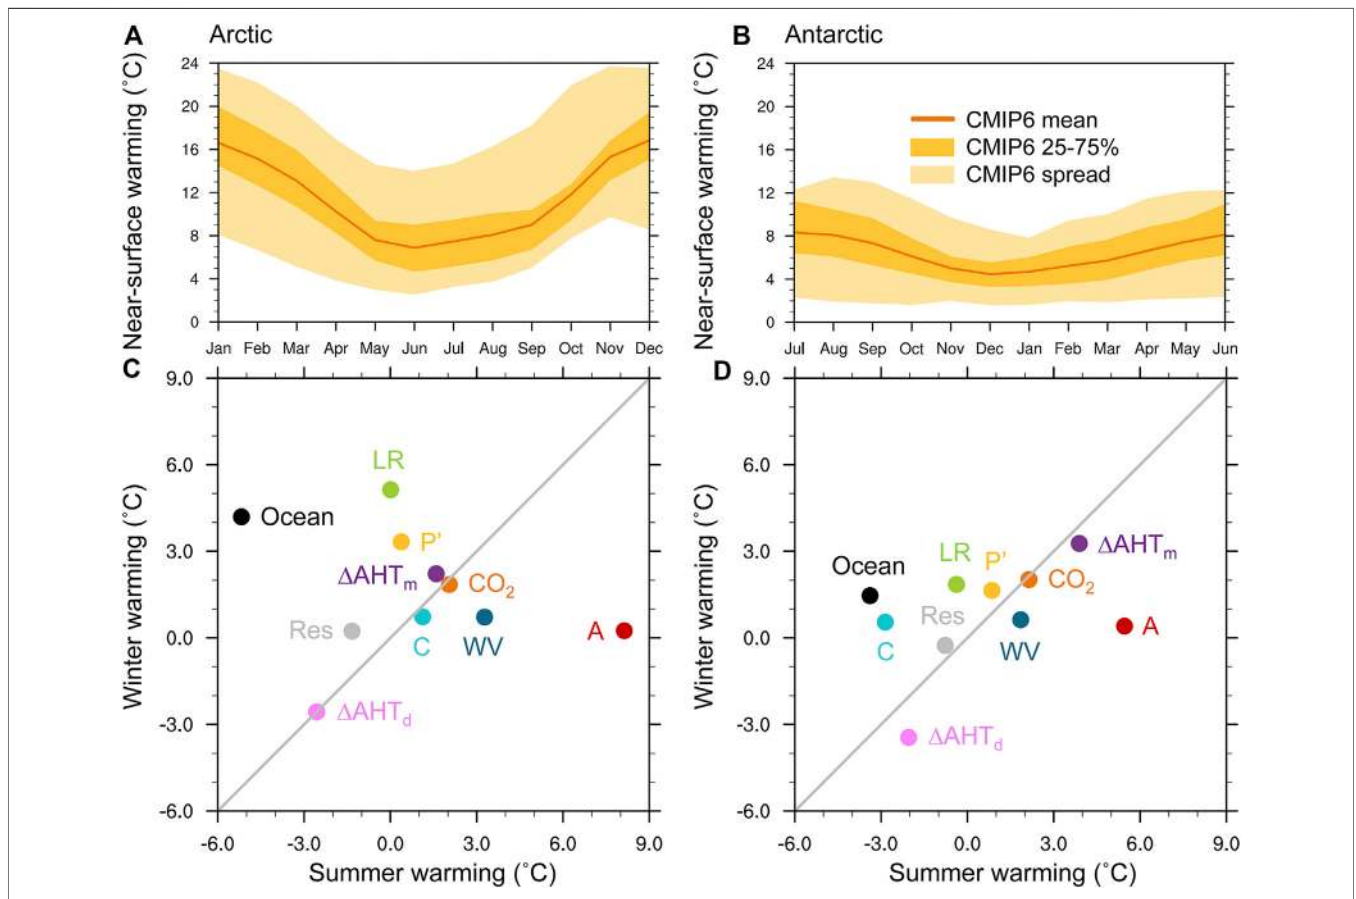 A Arctic
Near-surface warming (˚C)
24
20
16
12
8
4
0
Jan Feb Mar Apr May Jun Jul Aug Sep Oct Nov Dec
B Antarctic
Near-surface warming (˚C)
24
20
16
12
8
4
0
CMIP6 mean
CMIP6 25-75%
CMIP6 spread
Jul Aug Sep Oct Nov Dec Jan Feb Mar Apr May Jun
C
Winter warming (˚C)
9.0
6.0
3.0
0.0
-3.0
-6.0
LR
Ocean
P'
ΔAHTm
CO2
Res
C
WV
A
ΔAHTd
-6.0 -3.0 0.0 3.0 6.0 9.0
Summer warming (˚C)
D
Winter warming (˚C)
9.0
6.0
3.0
0.0
-3.0
-6.0
ΔAHTm
LR
P'
Ocean
CO2
Res
C
WV
A
ΔAHTd
-6.0 -3.0 0.0 3.0 6.0 9.0
Summer warming (˚C)